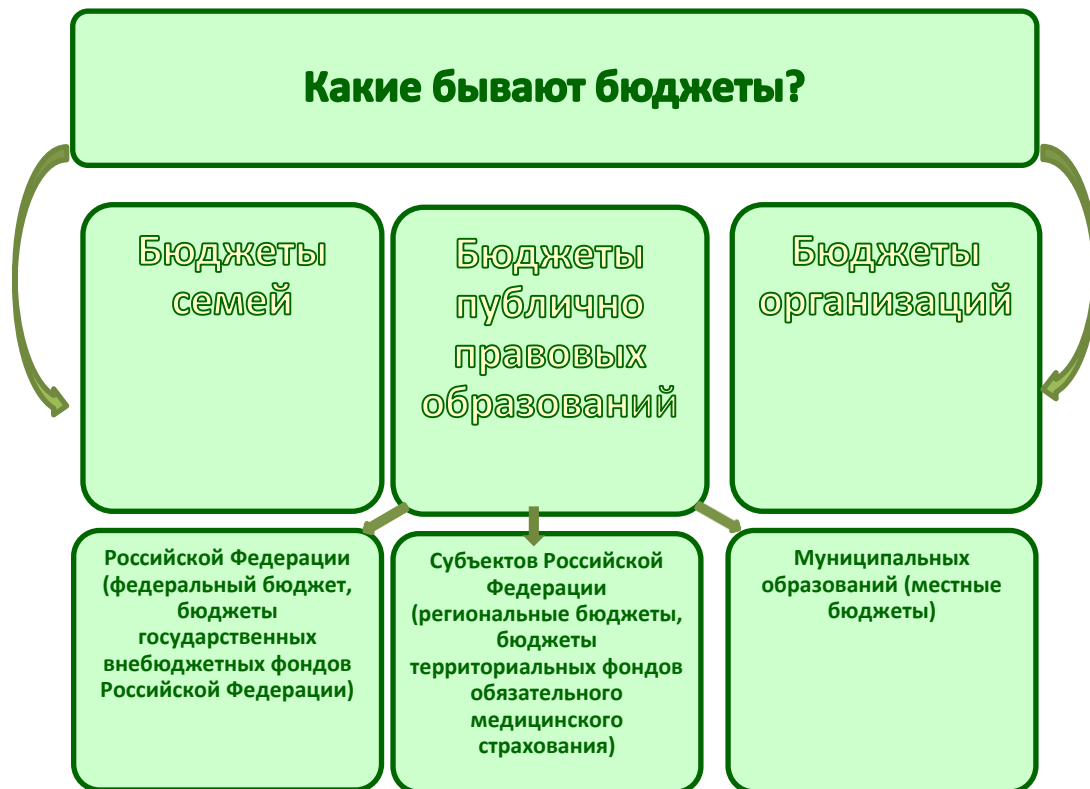 Какие бывают бюджеты?
Бюджеты
семей
Бюджеты
публично
правовых
образований
Бюджеты
организаций
Российской Федерации
(федеральный бюджет,
бюджеты
государственных
внебюджетных фондов
Российской Федерации)
Субъектов Российской
Федерации
(региональные бюджеты,
бюджеты
территориальных фондов
обязательного
медицинского
страхования)
Муниципальных
образований (местные
бюджеты)